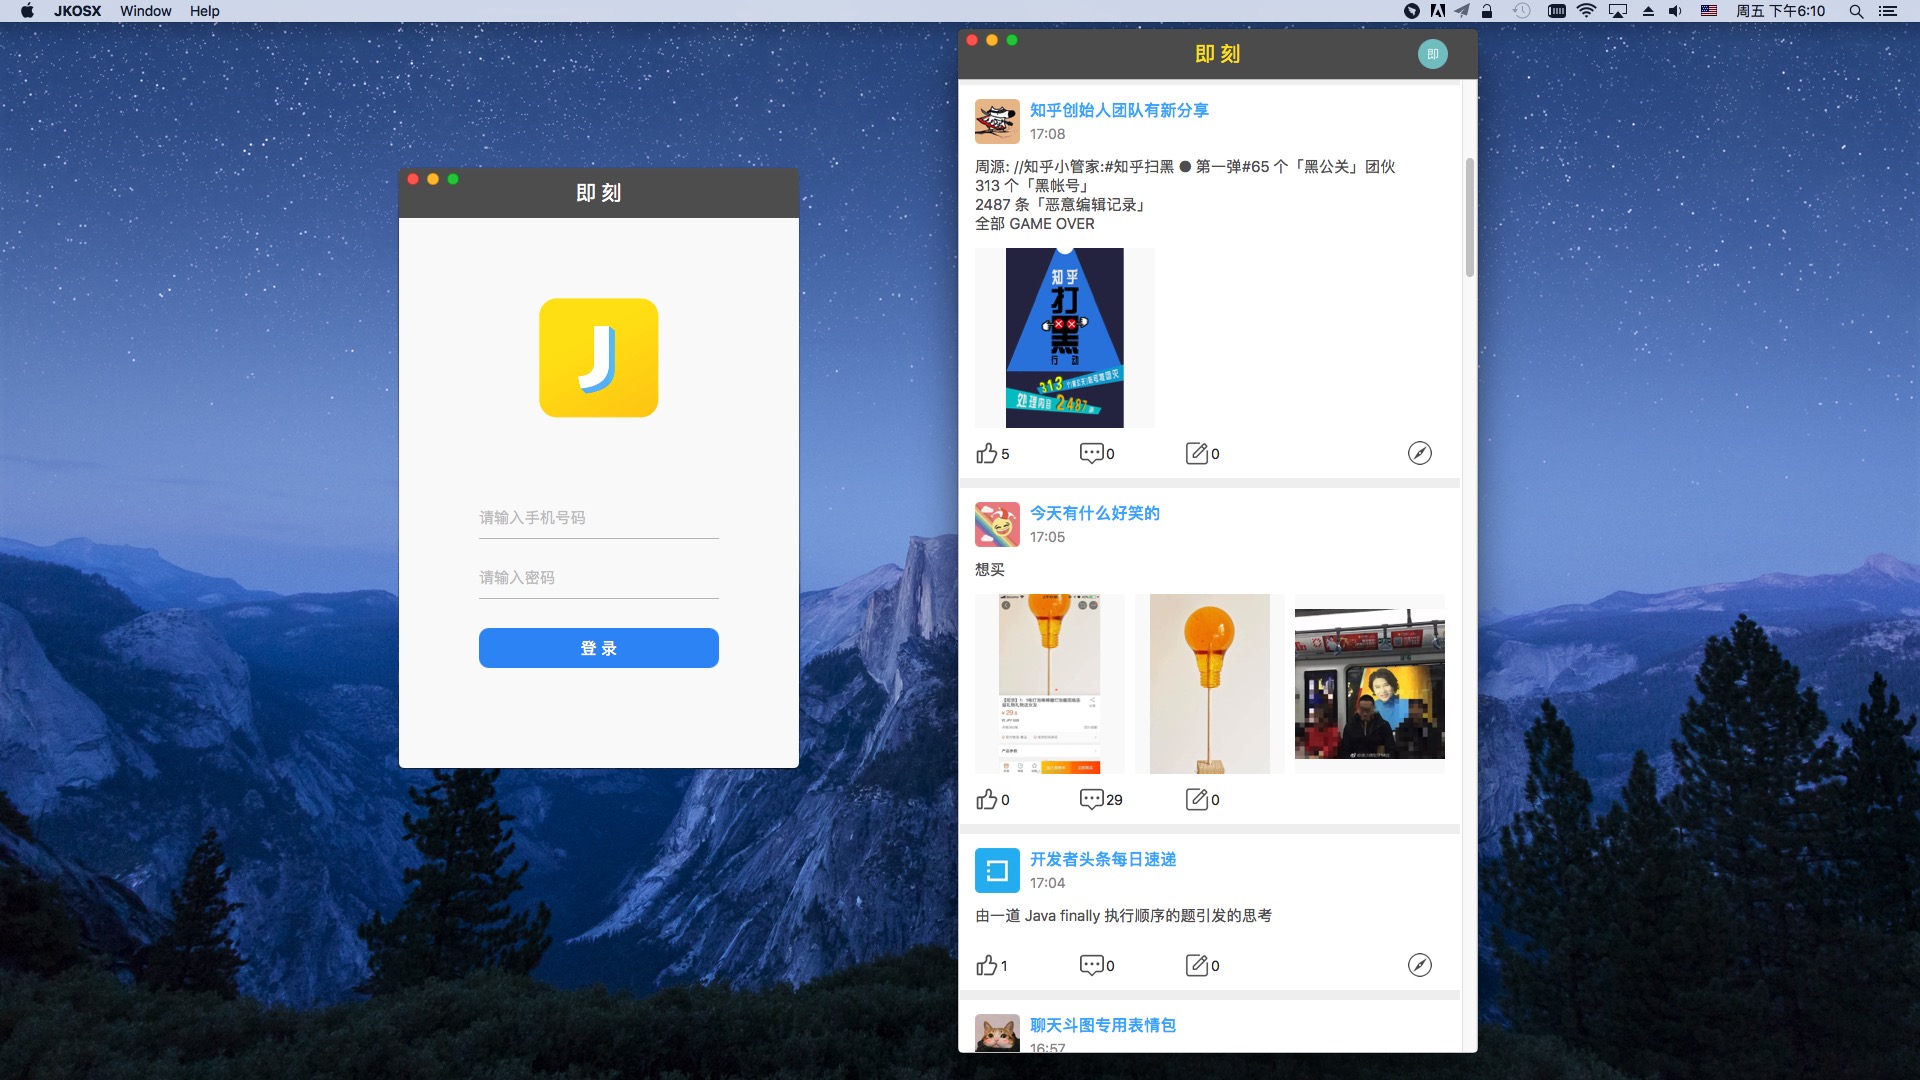 JKOSX Window Help
周五 下午6:10
即 刻
J
请输入手机号码
请输入密码
登 录
即 刻
即
知乎创始人团队有新分享
17:08
周源: //知乎小管家:#知乎扫黑 ● 第一弹#65 个「黑公关」团伙
313 个「黑帐号」
2487 条「恶意编辑记录」
全部 GAME OVER
知乎
打
黑
行动
313
处理内容 2487
5 0 0
今天有什么好笑的
17:05
想买
0 29 0
开发者头条每日速递
17:04
由一道 Java finally 执行顺序的题引发的思考
1 0 0
聊天斗图专用表情包
16:57